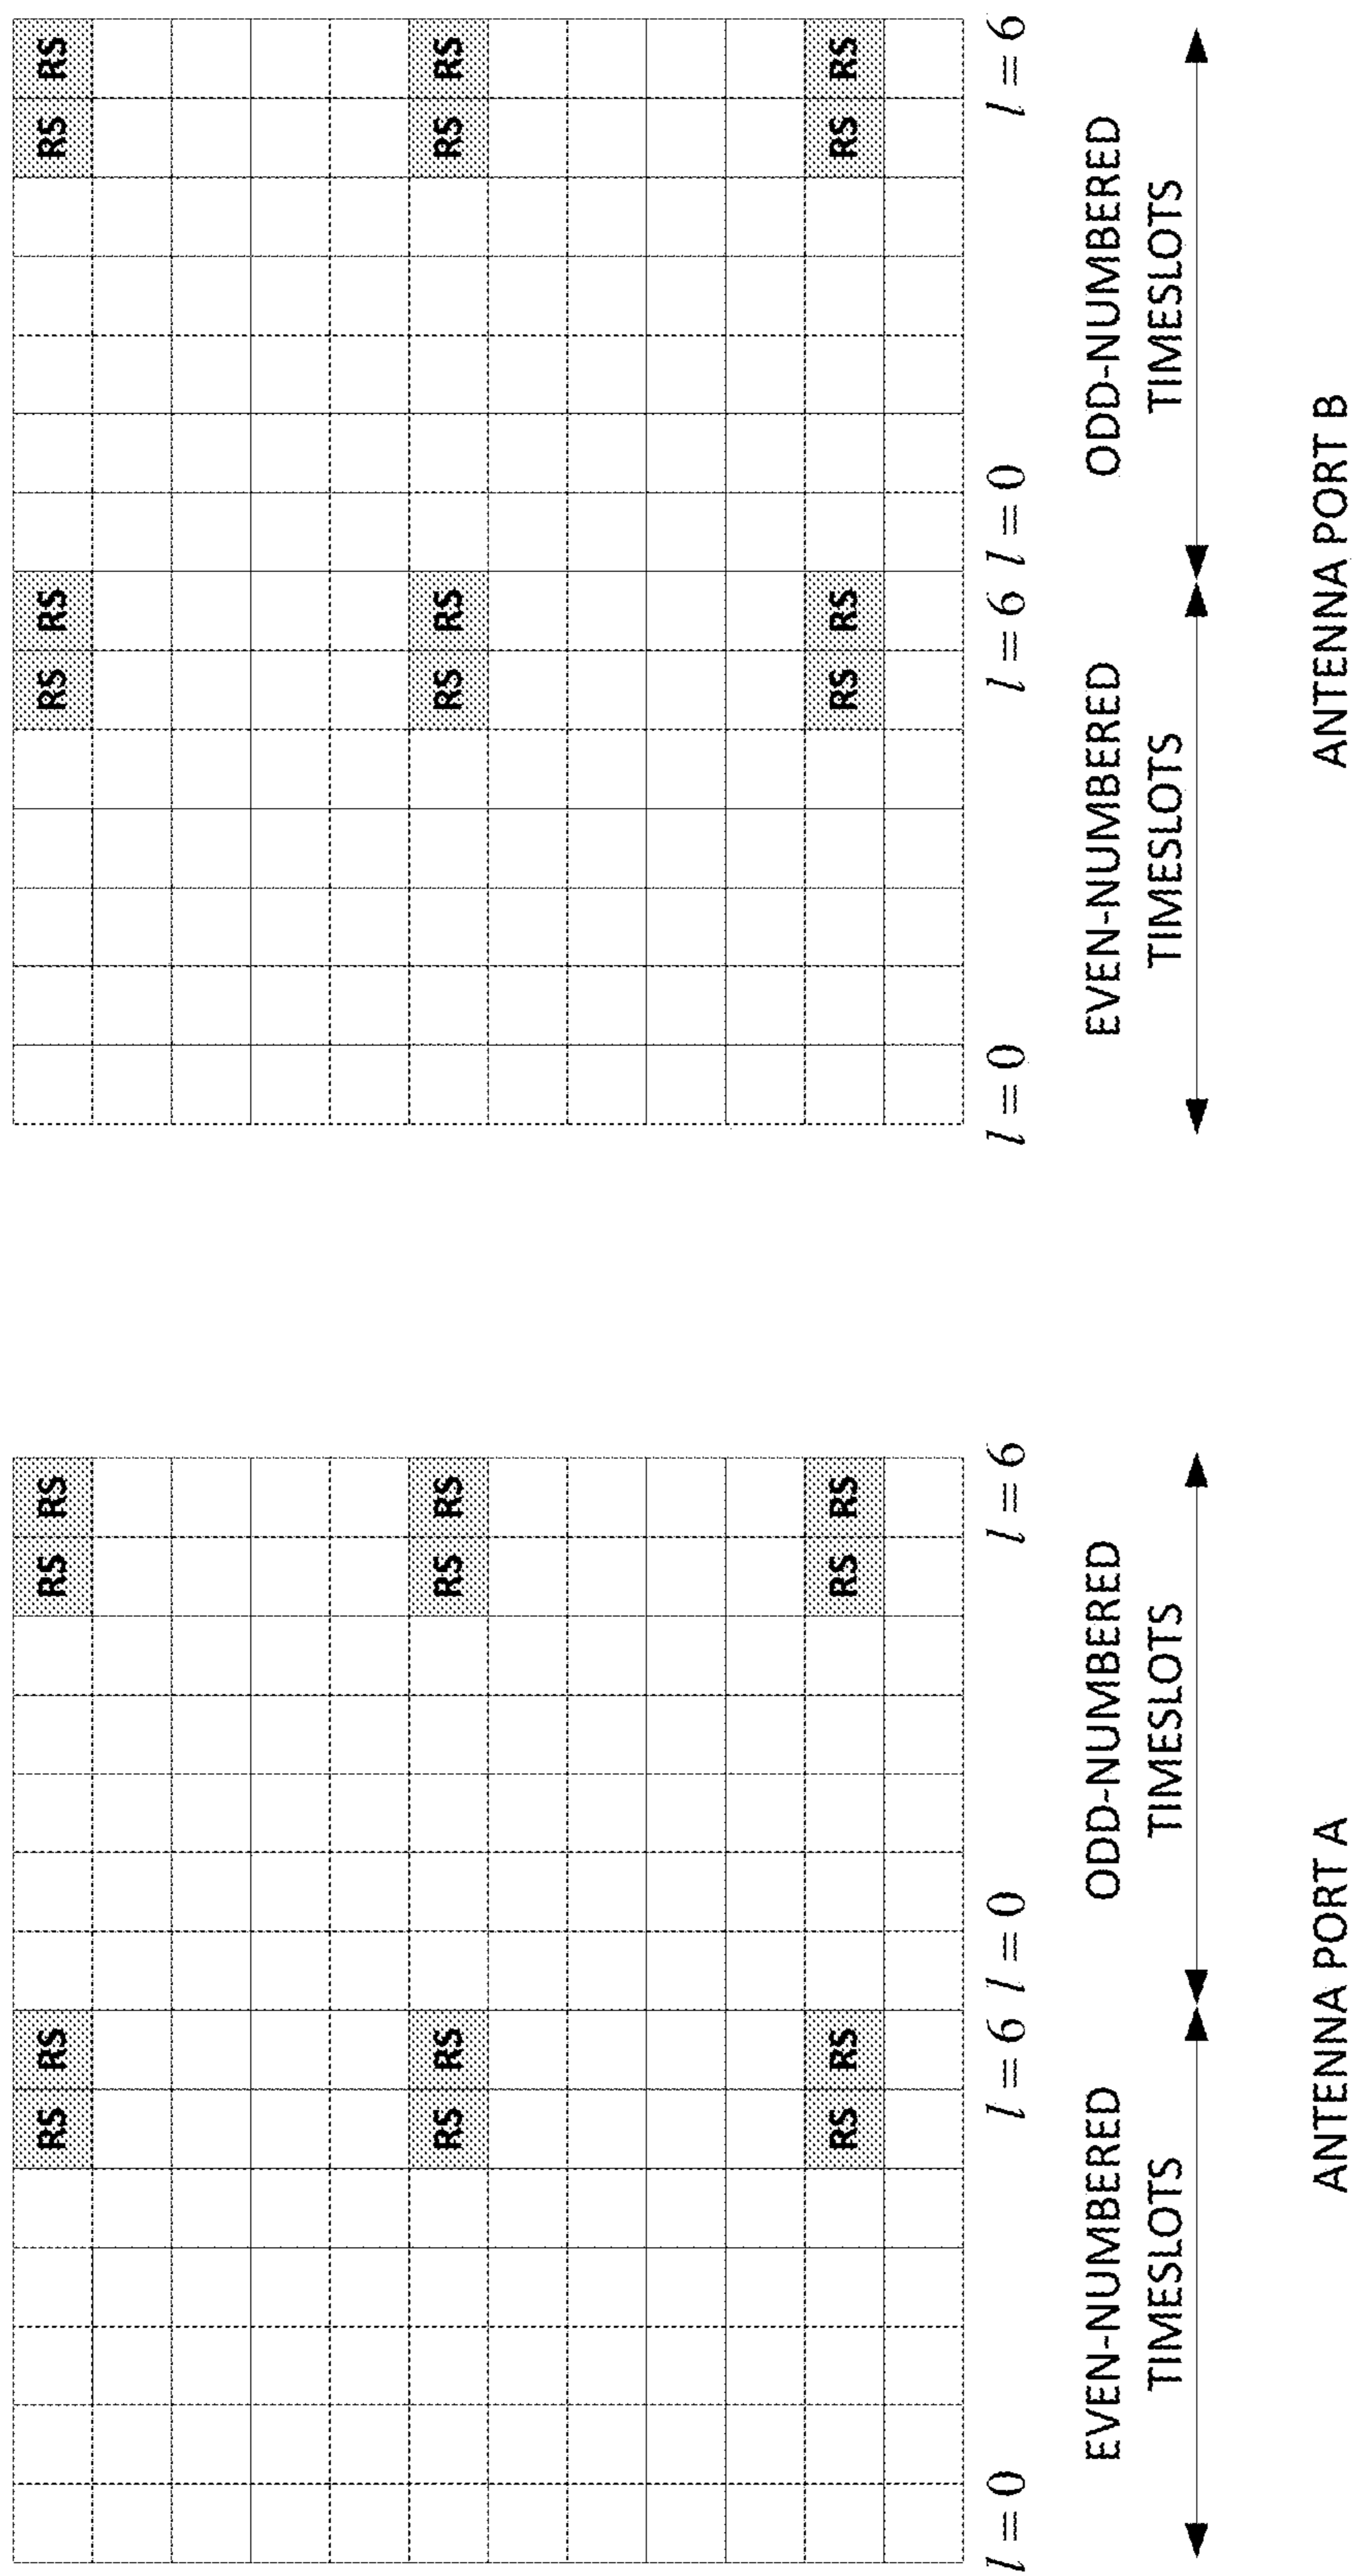 RS RS RS RS
RS RS RS RS
RS RS RS RS
l=0 l=6 l=0 l=6
EVEN-NUMBERED
TIMESLOTS
ODD-NUMBERED
TIMESLOTS
ANTENNA PORT A
RS RS RS RS
RS RS RS RS
RS RS RS RS
l=0 l=6 l=0 l=6
EVEN-NUMBERED
TIMESLOTS
ODD-NUMBERED
TIMESLOTS
ANTENNA PORT B